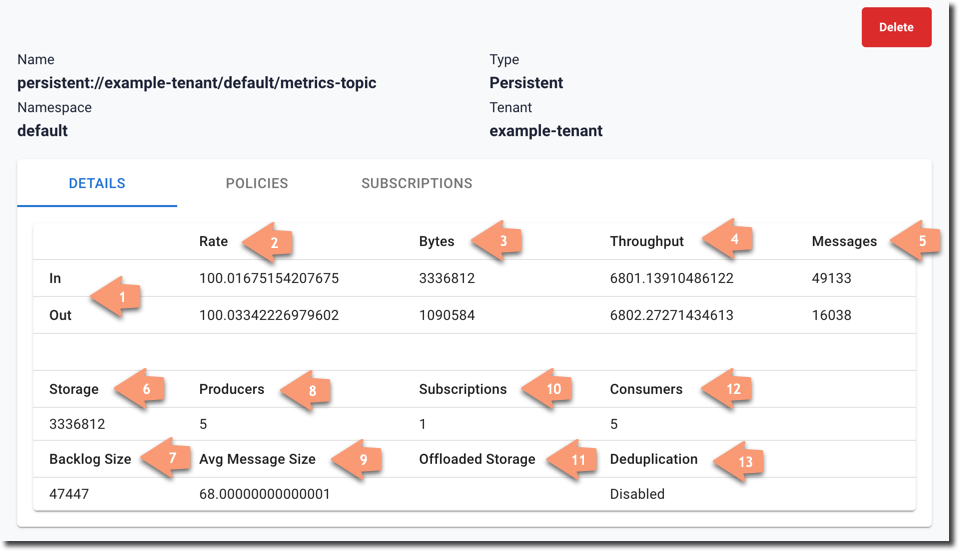 Delete
Name Type
persistent://example-tenant/default/metrics-topic Persistent
Namespace Tenant
default example-tenant
DETAILS POLICIES SUBSCRIPTIONS
Rate 2 Bytes 3 Throughput 4 Messages 5
In 100.01675154207675 3336812 6801.13910486122 49133
1
Out 100.03342226979602 1090584 6802.27271434613 16038
Storage 6 Producers 8 Subscriptions 10 Consumers 12
3336812 5 1 5
Backlog Size 7 Avg Message Size 9 Offloaded Storage 11 Deduplication 13
47447 68.00000000000001 Disabled